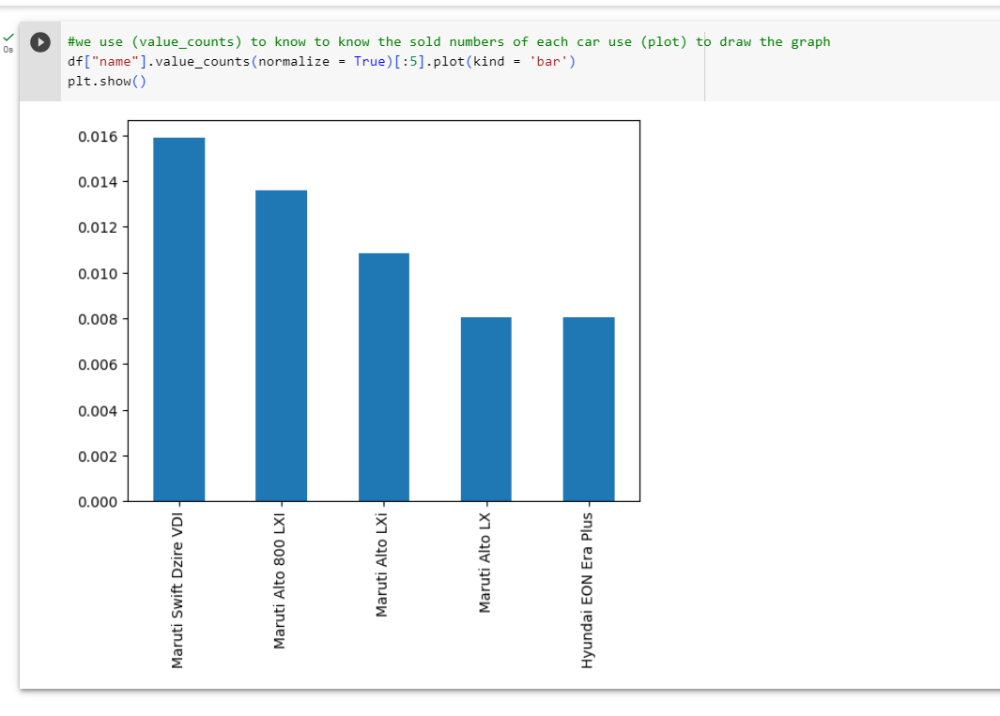 #we use (value_counts) to know to know the sold numbers of each car use (plot) to draw the graph
0s
df["name"].value_counts(normalize = True)[:5].plot(kind = 'bar')
plt.show()
0.016
0.014
0.012
0.010
0.008
0.006
0.004
0.002
0.000
Maruti Swift Dzire VDI
Maruti Alto 800 LXI
Maruti Alto LXi
Maruti Alto LX
Hyundai EON Era Plus